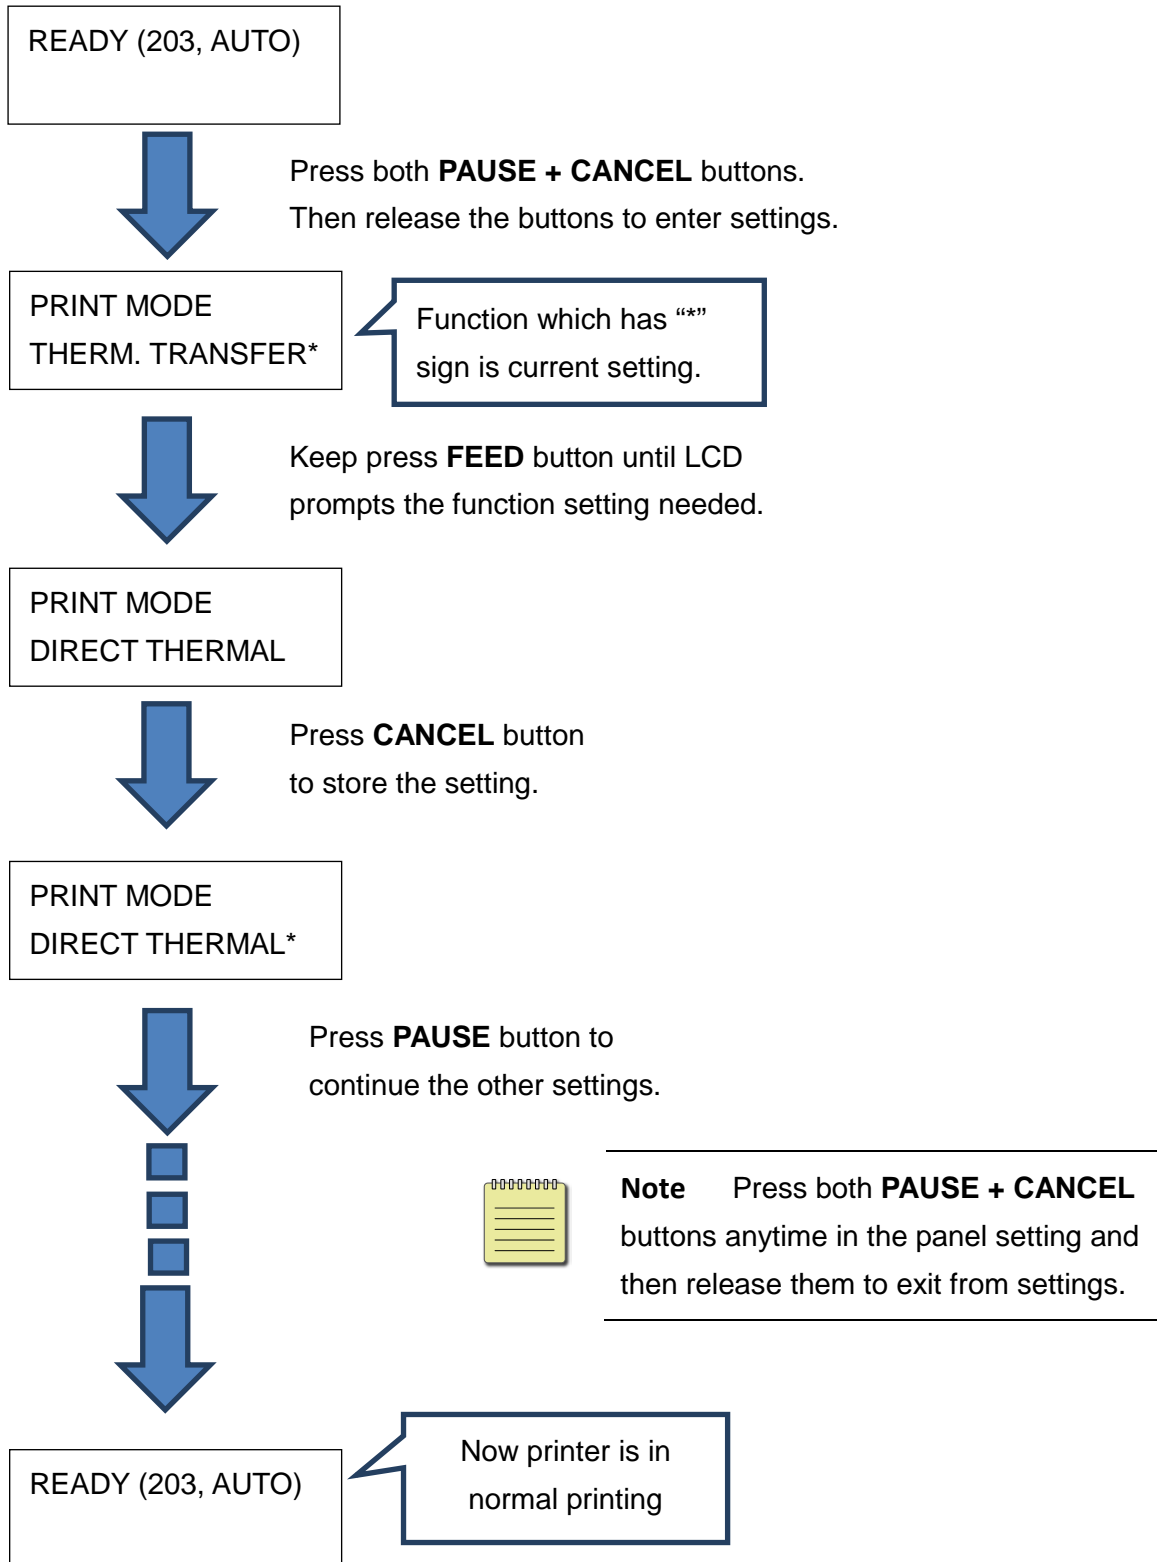 READY (203, AUTO)
Press both PAUSE + CANCEL buttons.
Then release the buttons to enter settings.
PRINT MODE
THERM. TRANSFER*
Function which has “*”
sign is current setting.
Keep press FEED button until LCD
prompts the function setting needed.
PRINT MODE
DIRECT THERMAL
Press CANCEL button
to store the setting.
PRINT MODE
DIRECT THERMAL*
Press PAUSE button to
continue the other settings.
Note Press both PAUSE + CANCEL
buttons anytime in the panel setting and
then release them to exit from settings.
Now printer is in
normal printing
READY (203, AUTO)